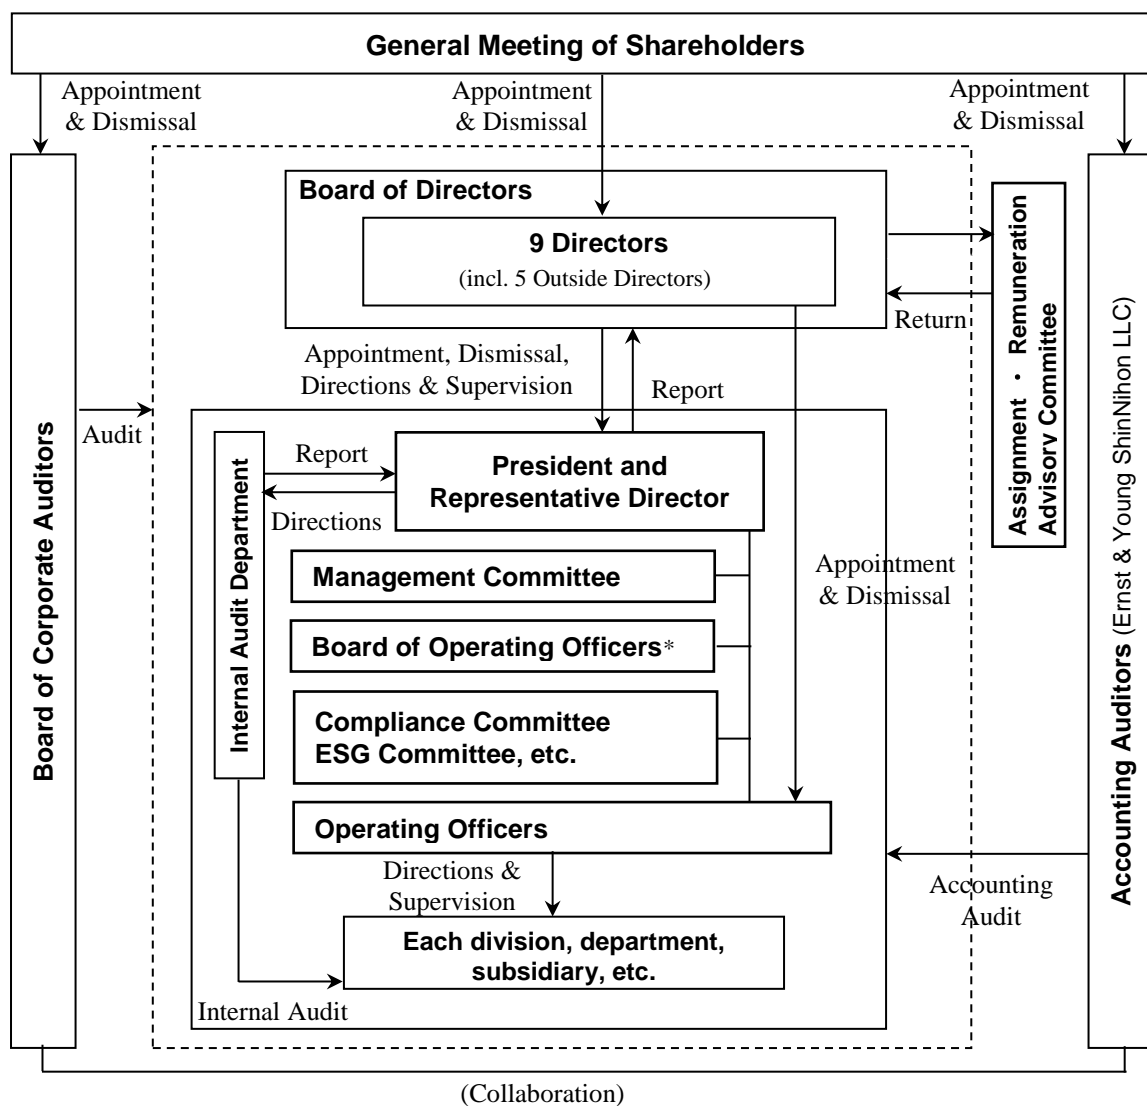 General Meeting of Shareholders
Appointment
& Dismissal
Appointment
& Dismissal
Appointment
& Dismissal
Board of Corporate Auditors
Board of Directors
9 Directors
(incl. 5 Outside Directors)
Return
Assignment ・ Remuneration
Advisory Committee
Accounting Auditors (Ernst & Young ShinNihon LLC)
Appointment, Dismissal,
Directions & Supervision
Report
Audit
Internal Audit Department
Report
Directions
President and
Representative Director
Management Committee
Appointment
& Dismissal
Board of Operating Officers*
Compliance Committee
ESG Committee, etc.
Operating Officers
Directions &
Supervision
Accounting
Audit
Each division, department,
subsidiary, etc.
Internal Audit
(Collaboration)